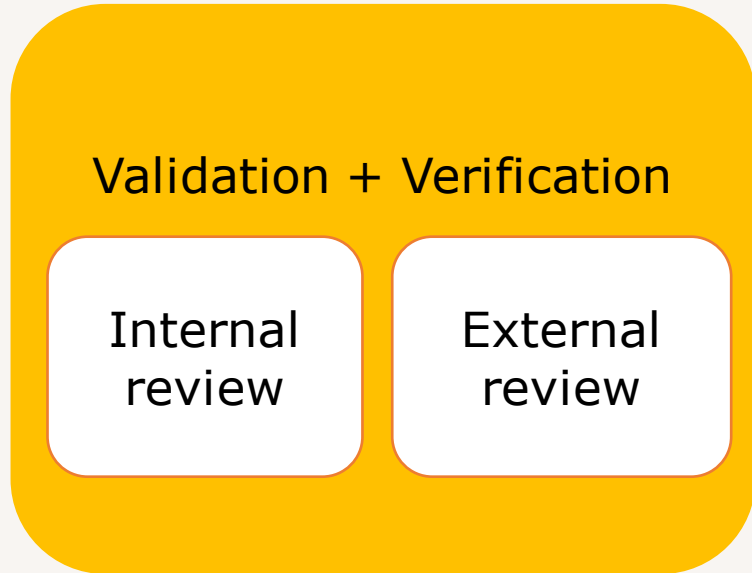 Validation + Verification
Internal
review
External
review